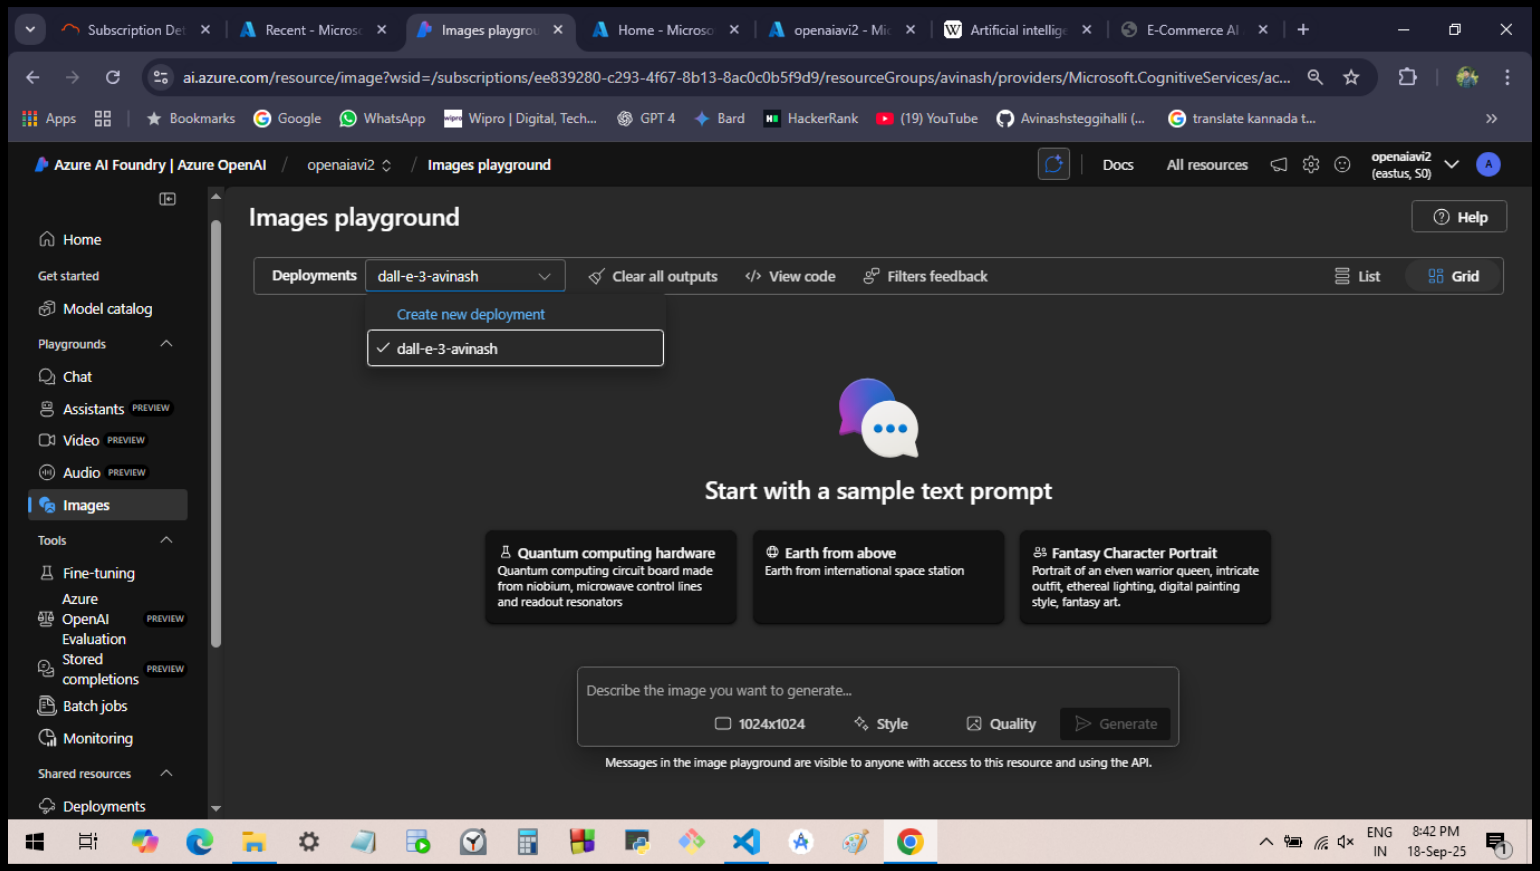 Subscription Det
Recent - Microso
Images playgrou
Home - Microso
openaiavi2 - Mic
Artificial intellige
E-Commerce AI
ai.azure.com/resource/image?wsid=/subscriptions/ee839280-c293-4f67-8b13-8ac0c0b5f9d9/resourceGroups/avinash/providers/Microsoft.CognitiveServices/ac...
Apps
Bookmarks
Google
WhatsApp
wipro Wipro | Digital, Tech...
GPT 4
Bard
HackerRank
(19) YouTube
Avinashsteggihalli (...
translate kannada t...
Azure AI Foundry | Azure OpenAI / openaiavi2 / Images playground
Docs
All resources
openaiavi2
(eastus, S0)
A
Home
Get started
Model catalog
Playgrounds
Chat
Assistants PREVIEW
Video PREVIEW
Audio PREVIEW
Images
Tools
Fine-tuning
Azure
OpenAI PREVIEW
Evaluation
Stored
completions PREVIEW
Batch jobs
Monitoring
Shared resources
Deployments
Images playground
Help
Deployments dall-e-3-avinash
Clear all outputs
View code
Filters feedback
List
Grid
Create new deployment
dall-e-3-avinash
Start with a sample text prompt
Quantum computing hardware
Quantum computing circuit board made
from niobium, microwave control lines
and readout resonators
Earth from above
Earth from international space station
Fantasy Character Portrait
Portrait of an elven warrior queen, intricate
outfit, ethereal lighting, digital painting
style, fantasy art.
Describe the image you want to generate...
1024x1024
Style
Quality
Generate
Messages in the image playground are visible to anyone with access to this resource and using the API.
ENG
IN
8:42 PM
18-Sep-25
1